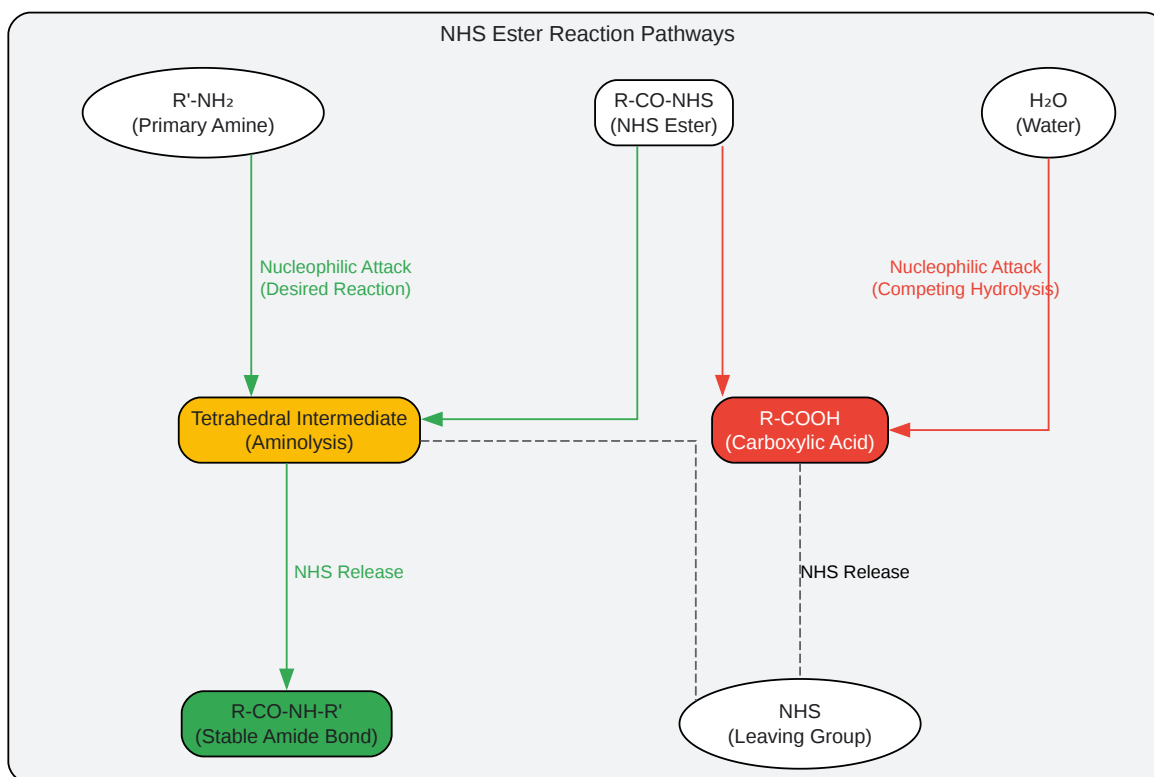 NHS Ester Reaction Pathways
R'-NH₂
(Primary Amine)
R-CO-NHS
(NHS Ester)
H₂O
(Water)
Nucleophilic Attack
(Desired Reaction)
Nucleophilic Attack
(Competing Hydrolysis)
Tetrahedral Intermediate
(Aminolysis)
R-COOH
(Carboxylic Acid)
NHS Release
NHS Release
R-CO-NH-R'
(Stable Amide Bond)
NHS
(Leaving Group)